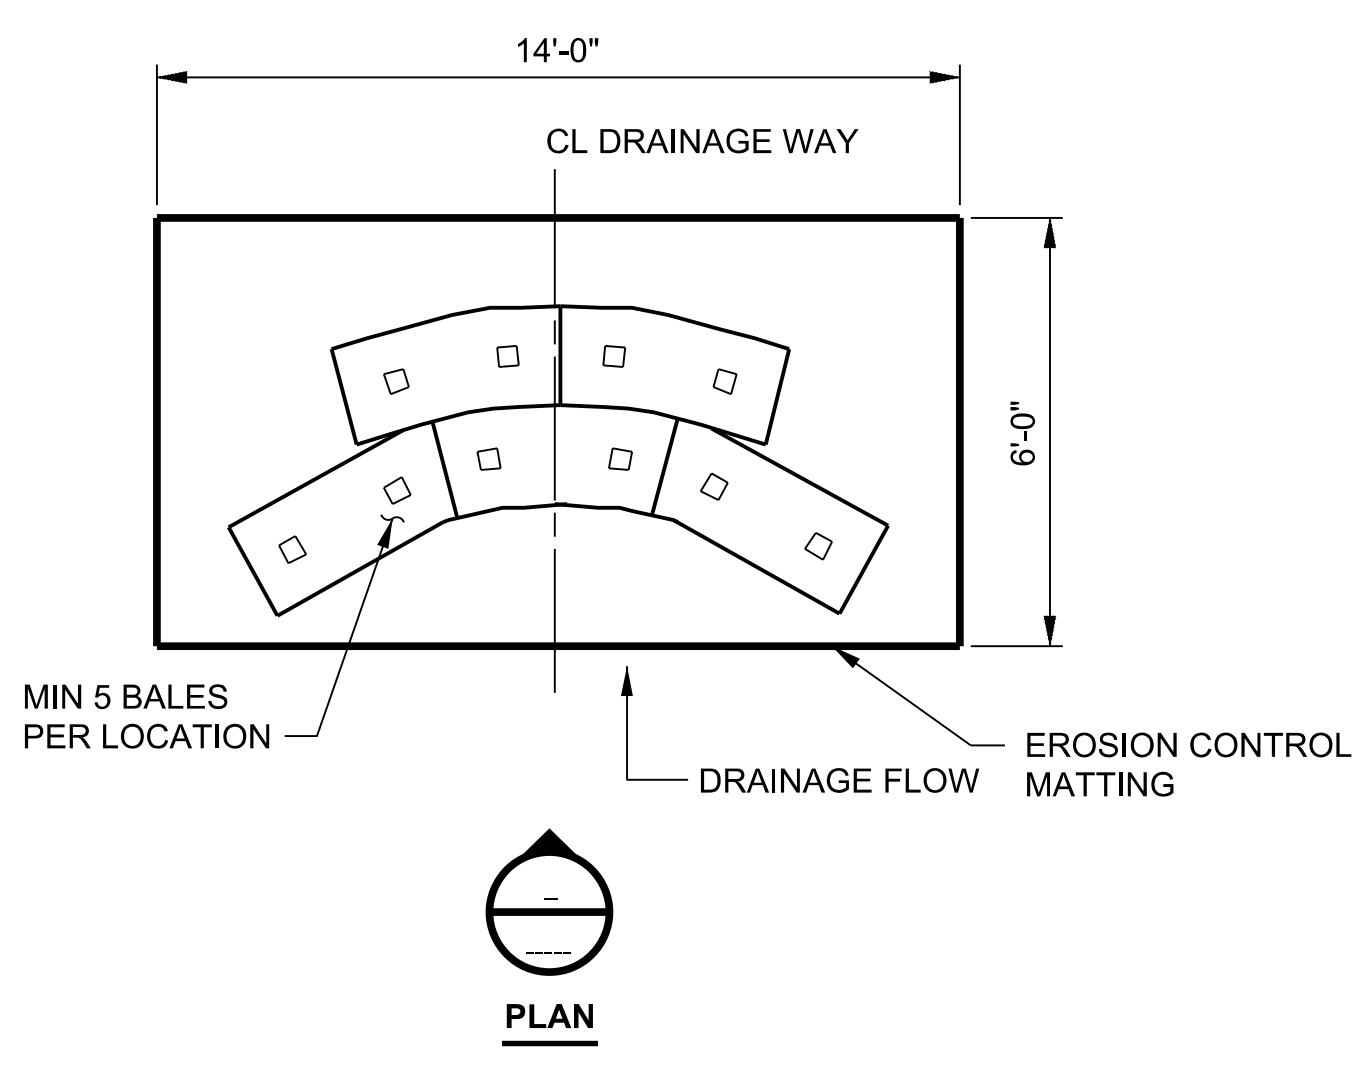 14'-0"
CL DRAINAGE WAY
6'-0"
MIN 5 BALES
PER LOCATION
EROSION CONTROL
MATTING
DRAINAGE FLOW
-
-----
PLAN